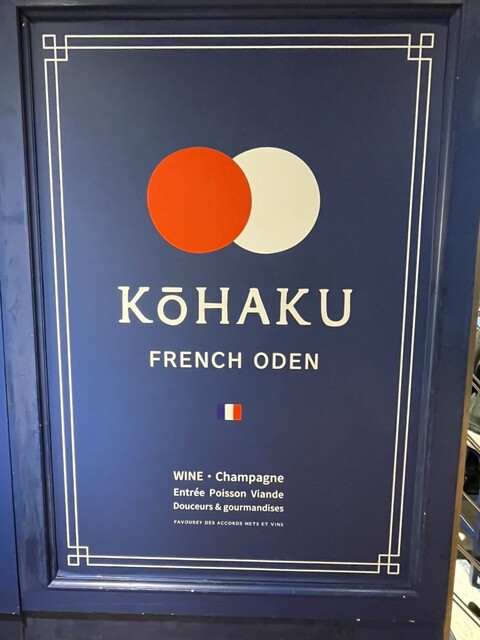 KōHAKU
FRENCH ODEN
WINE・Champagne
Entrée Poisson Viande
Douceurs & gourmandises
FAVOUREY DES ACCORDS METS ET VINS